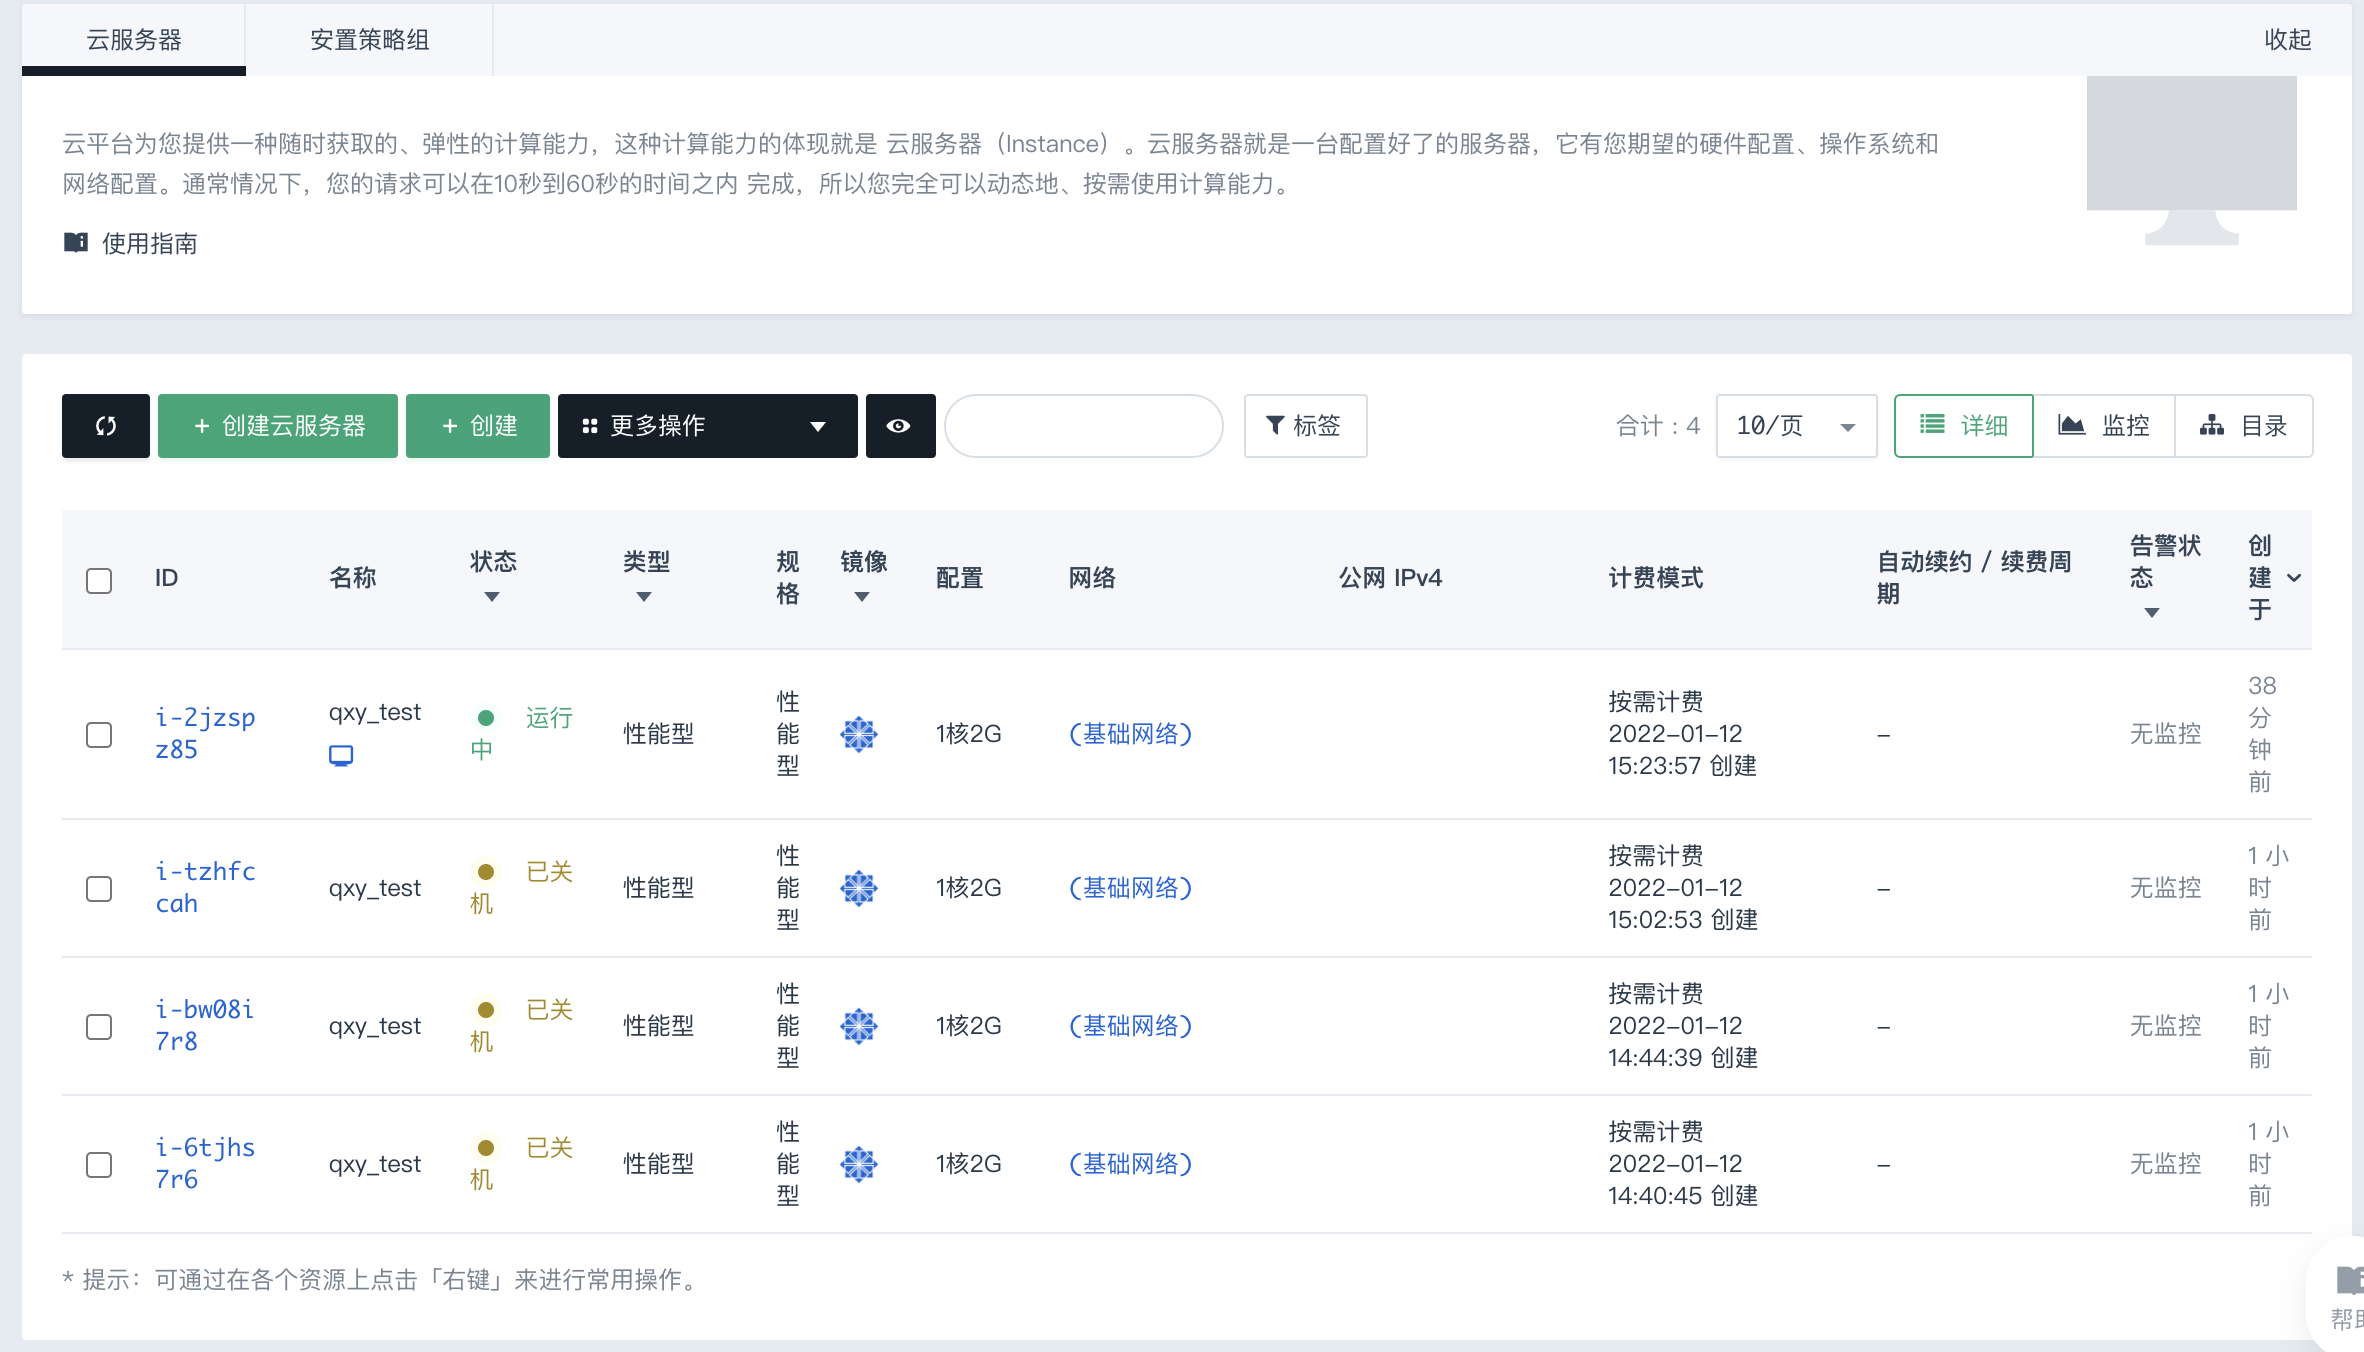 云服务器
安置策略组
收起
云平台为您提供一种随时获取的、弹性的计算能力，这种计算能力的体现就是 云服务器（Instance）。云服务器就是一台配置好了的服务器，它有您期望的硬件配置、操作系统和
网络配置。通常情况下，您的请求可以在10秒到60秒的时间之内 完成，所以您完全可以动态地、按需使用计算能力。
使用指南
+ 创建云服务器
+ 创建
更多操作
标签
合计：4
10/页
详细
监控
目录
ID
名称
状态
类型
规
格
镜像
配置
网络
公网 IPv4
计费模式
自动续约 / 续费周
期
告警状
态
创
建
于
i-2jzsp
z85
qxy_test
运行
中
性能型
性
能
型
1核2G
(基础网络)
按需计费
2022-01-12
15:23:57 创建
-
无监控
38
分
钟
前
i-tzhfc
cah
qxy_test
已关
机
性能型
性
能
型
1核2G
(基础网络)
按需计费
2022-01-12
15:02:53 创建
-
无监控
1 小
时
前
i-bw08i
7r8
qxy_test
已关
机
性能型
性
能
型
1核2G
(基础网络)
按需计费
2022-01-12
14:44:39 创建
-
无监控
1 小
时
前
i-6tjhs
7r6
qxy_test
已关
机
性能型
性
能
型
1核2G
(基础网络)
按需计费
2022-01-12
14:40:45 创建
-
无监控
1 小
时
前
* 提示：可通过在各个资源上点击「右键」来进行常用操作。
帮助